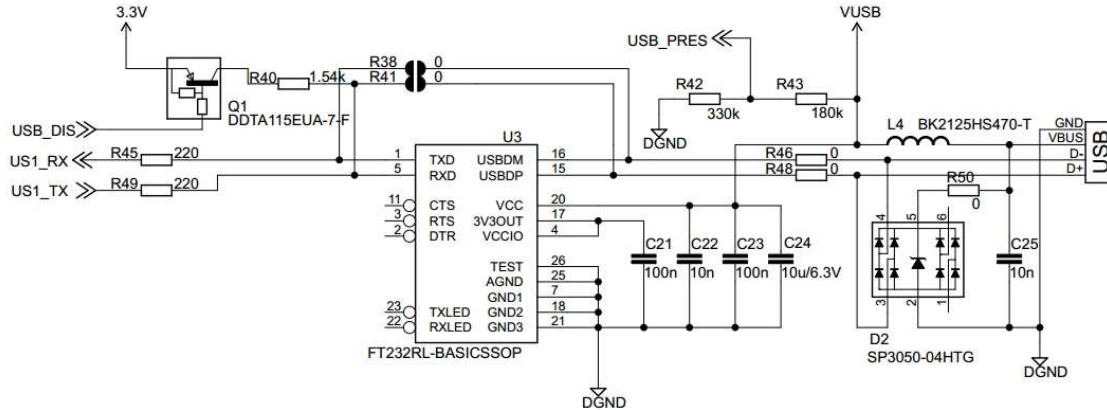 3.3V
VUSB
USB_PRES
R38 0
R41 0
R40 1.54k
Q1
DDTA115EUA-7-F
R42 R43
330k 180k
DGND
L4 BK2125HS470-T
USB_DIS
US1_RX R45 220
US1_TX R49 220
U3
1 TXD USBDM 16
5 RXD USBDP 15
11 CTS VCC 20
3 RTS 3V3OUT 17
2 DTR VCCIO 4
TEST 26
AGND 25
GND1 7
23 TXLED GND2 18
22 RXLED GND3 21
FT232RL-BASICSSOP
R46 0
R48 0
GND
VBUS
D-
D+
USB
R50
0
C21 C22 C23 C24
100n 10n 100n 10u/6.3V
C25
10n
4 5 6
3 2 1
D2
SP3050-04HTG
DGND
DGND